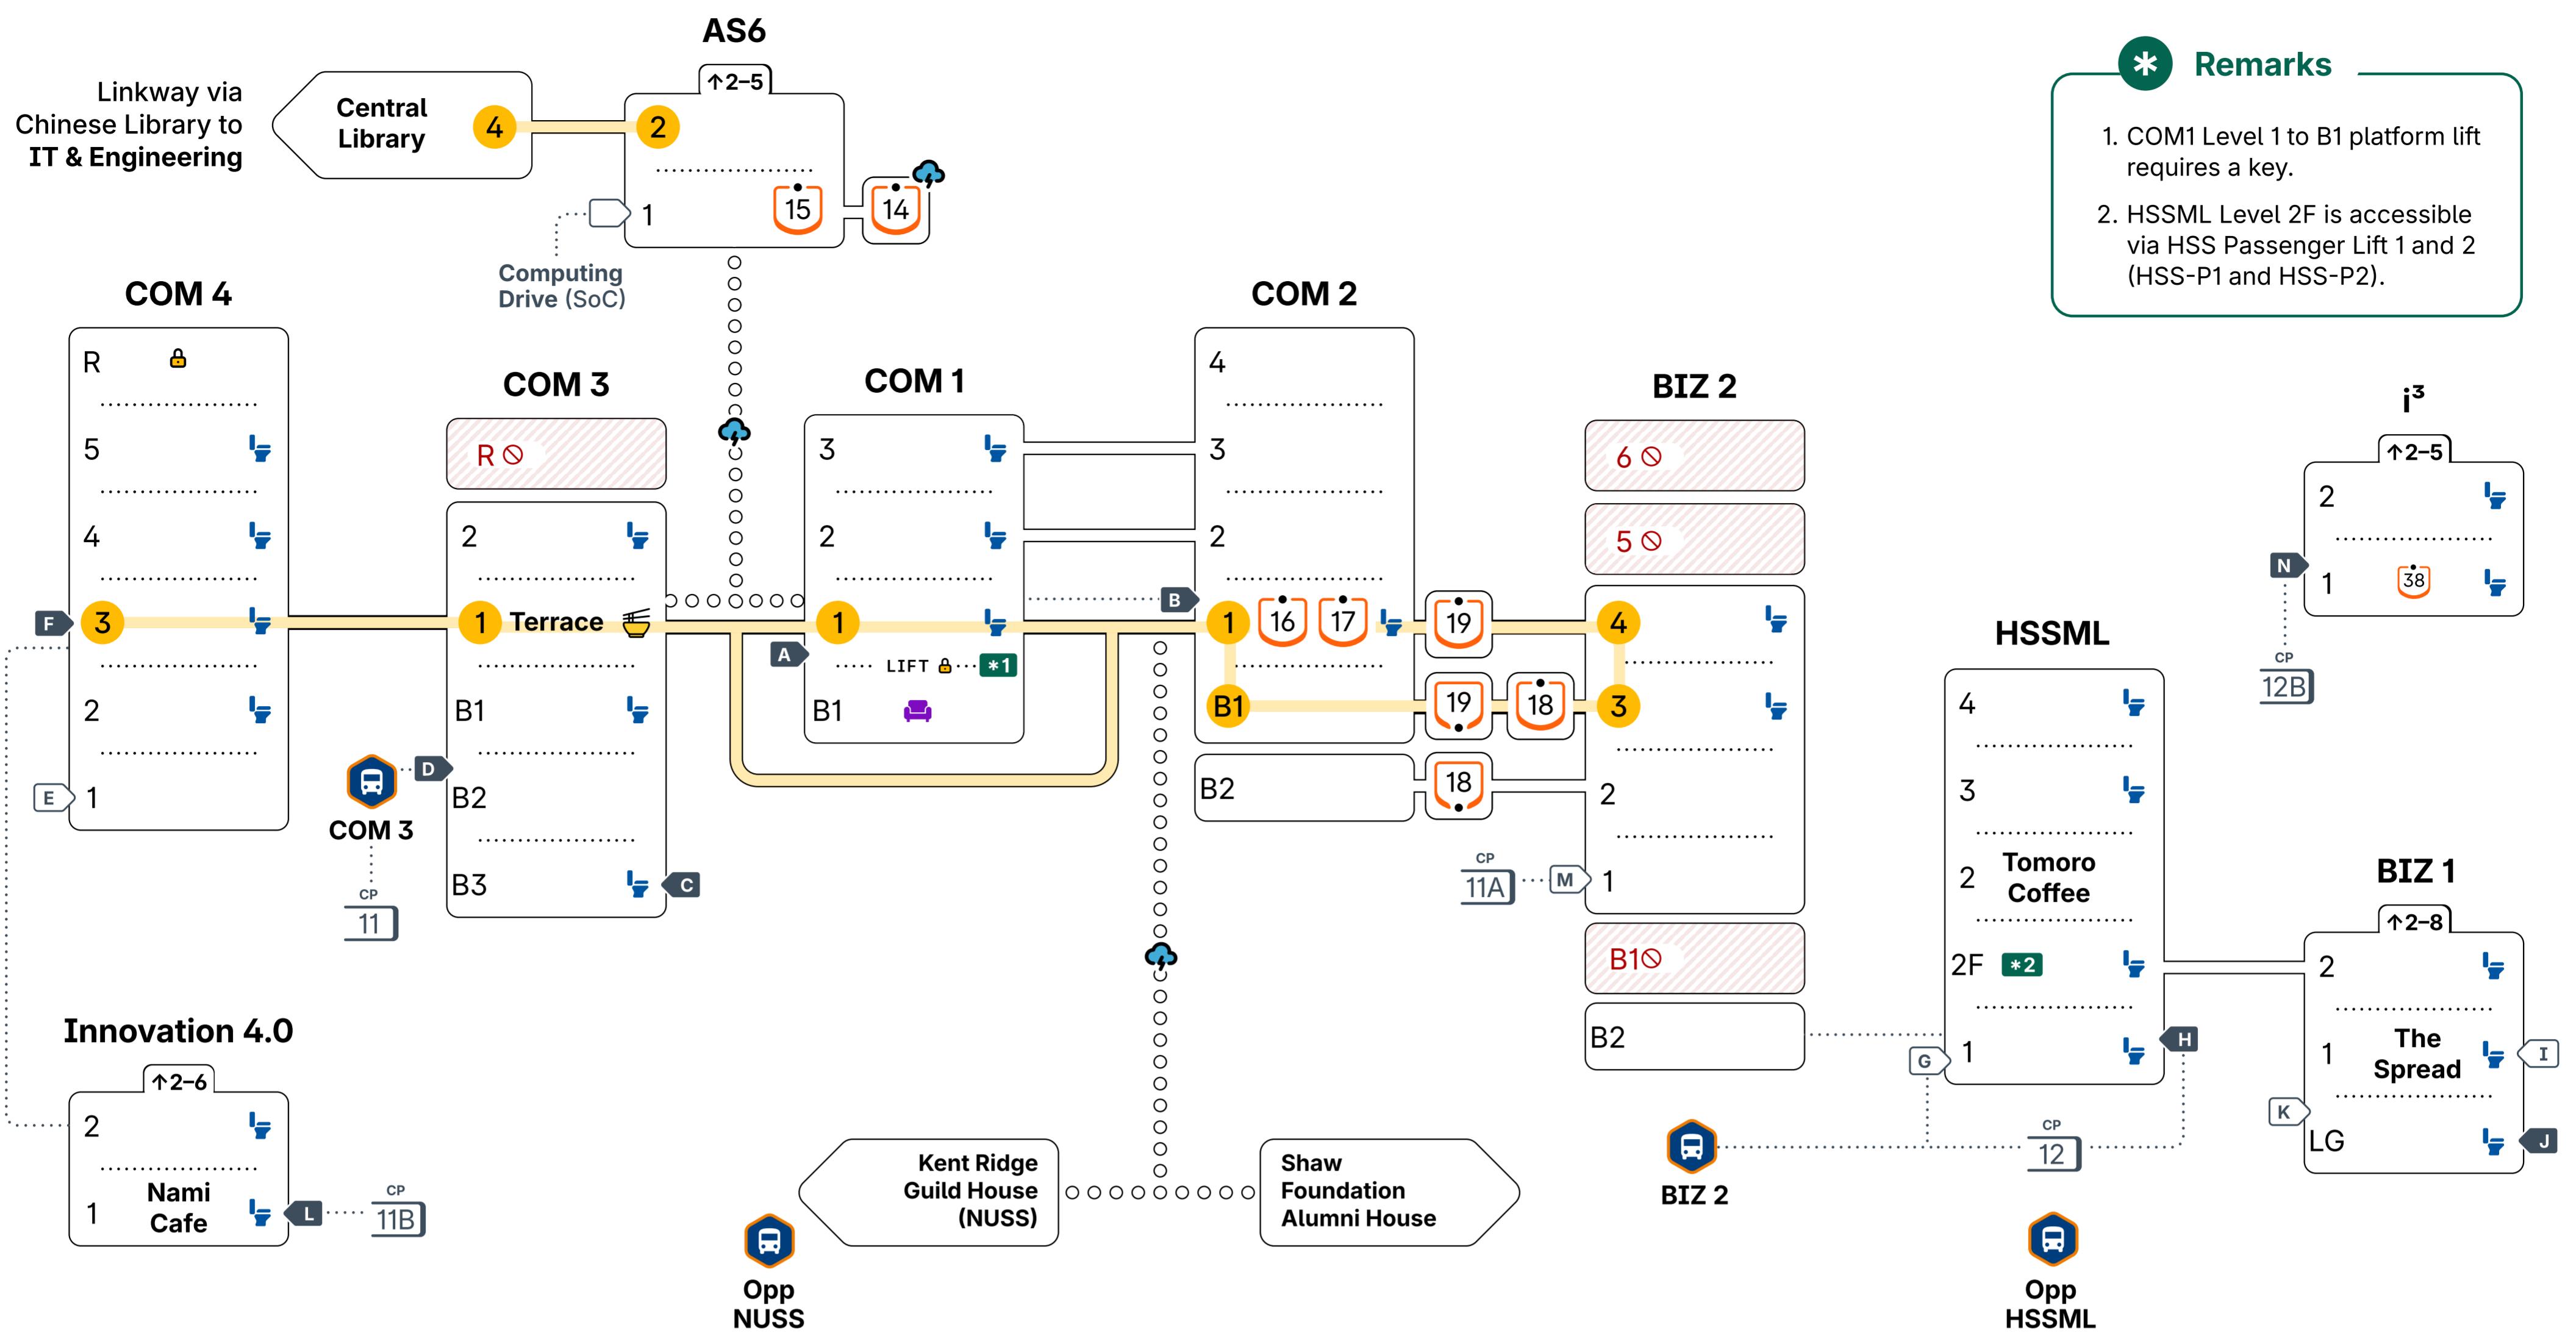 AS6
↑2–5
Linkway via
Chinese Library to
IT & Engineering
Central
Library
4
2
15
14
1
Computing
Drive (SoC)
Remarks
1. COM1 Level 1 to B1 platform lift
requires a key.
2. HSSML Level 2F is accessible
via HSS Passenger Lift 1 and 2
(HSS-P1 and HSS-P2).
COM 4
R
5
4
F
3
2
E
1
COM 3
R
2
1 Terrace
B1
D
B2
B3
C
COM 3
CP
11
COM 1
3
2
1
A
LIFT *1
B1
COM 2
4
3
2
B
1
16
17
19
B1
19
18
B2
18
BIZ 2
6
5
4
3
2
CP
11A
M
1
B1
B2
HSSML
4
3
2
Tomoro
Coffee
2F *2
G
1
H
i³
↑2–5
2
N
1
38
CP
12B
BIZ 1
↑2–8
2
1
The
Spread
I
K
LG
J
Innovation 4.0
↑2–6
2
1
Nami
Cafe
L
CP
11B
Kent Ridge
Guild House
(NUSS)
Opp
NUSS
Shaw
Foundation
Alumni House
BIZ 2
CP
12
Opp
HSSML